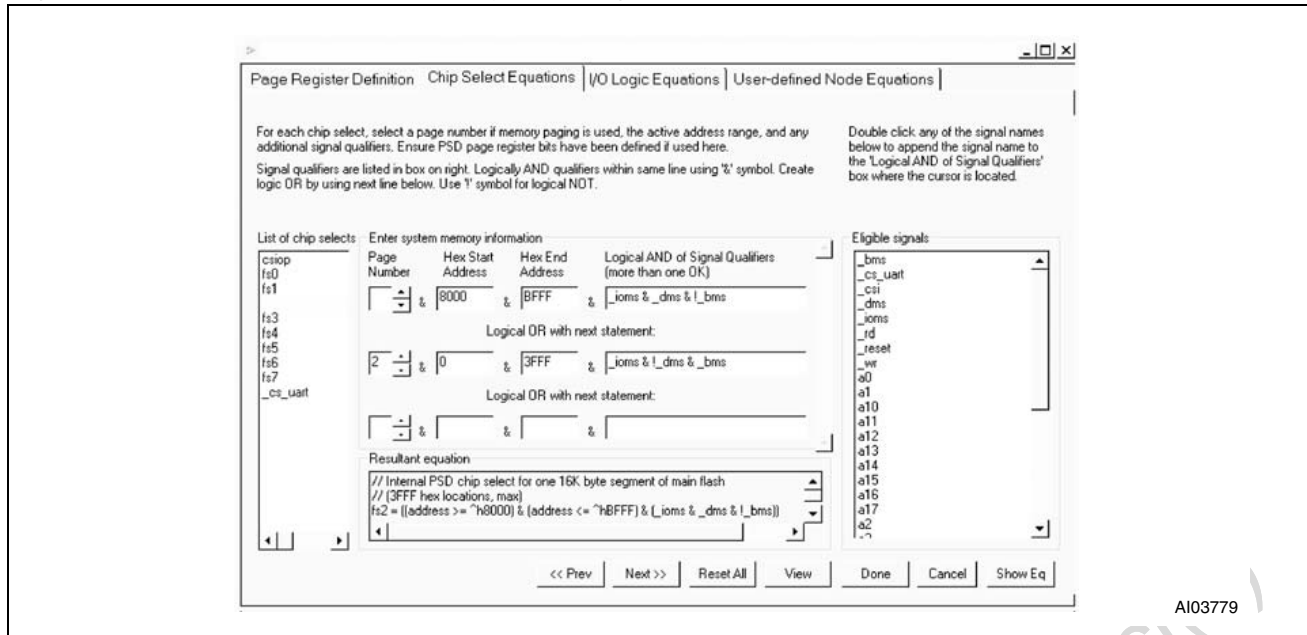 Page Register Definition Chip Select Equations I/O Logic Equations User-defined Node Equations
For each chip select, select a page number if memory paging is used, the active address range, and any
additional signal qualifiers. Ensure PSD page register bits have been defined if used here.
Signal qualifiers are listed in box on right. Logically AND qualifiers within same line using '&' symbol. Create
logic OR by using next line below. Use '!' symbol for logical NOT.
Double click any of the signal names
below to append the signal name to
the 'Logical AND of Signal Qualifiers'
box where the cursor is located.
List of chip selects
csiop
fs0
fs1
fs3
fs4
fs5
fs6
fs7
_cs_uart
Enter system memory information
Page Hex Start Hex End Logical AND of Signal Qualifiers
Number Address Address (more than one OK)
& 8000 & BFFF & _ioms & _dms & !_bms
Logical OR with next statement:
2 & 0 & 3FFF & _ioms & !_dms & _bms
Logical OR with next statement:
& & &
Resultant equation
// Internal PSD chip select for one 16K byte segment of main flash
// (3FFF hex locations, max)
fs2 = ((address >= ^h8000) & (address <= ^hBFFF) & (_ioms & _dms & !_bms))
Eligible signals
_bms
_cs_uart
_csi
_dms
_ioms
_rd
_reset
_wr
a0
a1
a10
a11
a12
a13
a14
a15
a16
a17
a2
<< Prev Next >> Reset All View Done Cancel Show Eq
AI03779